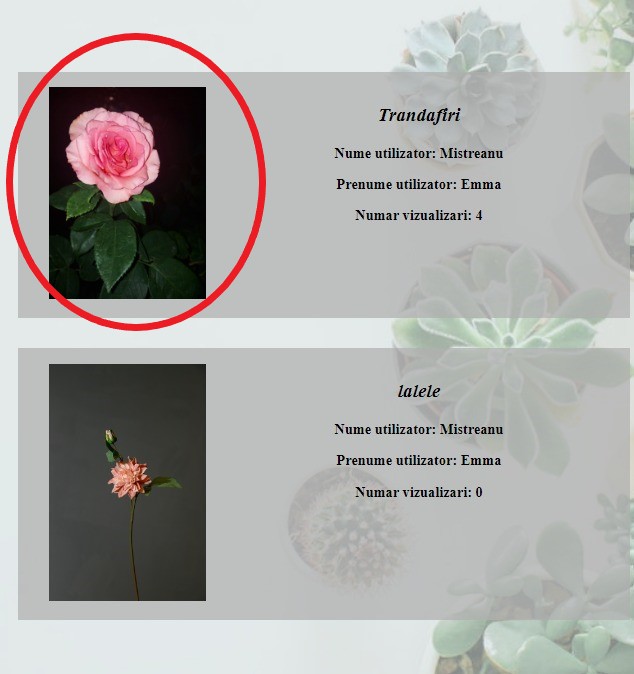 Trandafiri
Nume utilizator: Mistreanu
Prenume utilizator: Emma
Numar vizualizari: 4
lalele
Nume utilizator: Mistreanu
Prenume utilizator: Emma
Numar vizualizari: 0